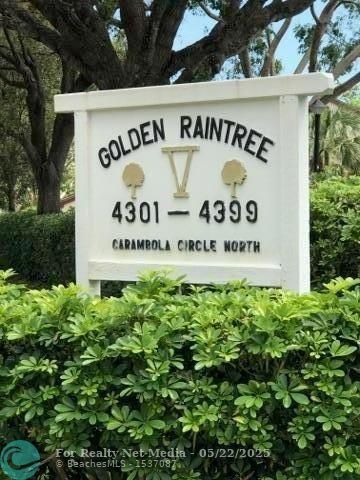 GOLDEN RAINTREE
V
4301 — 4399
CARAMBOLA CIRCLE NORTH
For Realty Net-Media - 05/22/2025
©BeachesMLS - 1537087